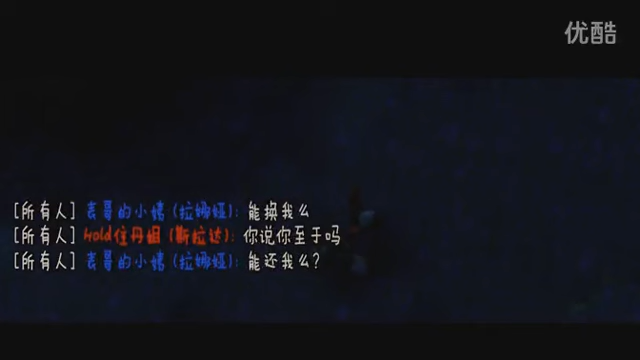 优酷
[所有人] 表哥的小姨 (拉娜娅): 能换我么
[所有人] Hold住丹姐 (斯拉达): 你说你至于吗
[所有人] 表哥的小姨 (拉娜娅): 能还我么?